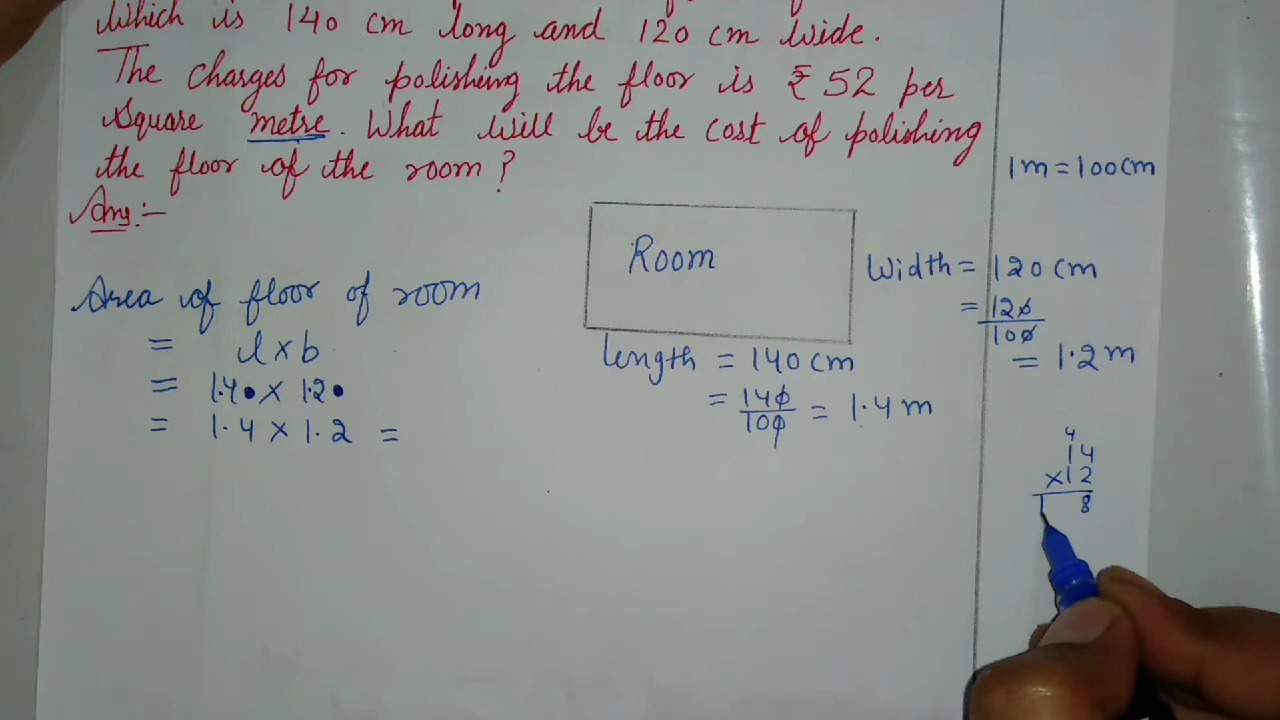 Which is 140 cm long and 120 cm wide.
The charges for polishing the floor is ₹ 52 per
Square metre. What will be the cost of polishing
the floor of the room?
Ans:-
1m = 100cm
Room
Width = 120 cm
= 120/100
= 1.2 m
length = 140 cm
= 140/100 = 1.4 m
Area of floor of room
= l × b
= 1.40 × 1.20
= 1.4 × 1.2 =
4
14
×12
1 8